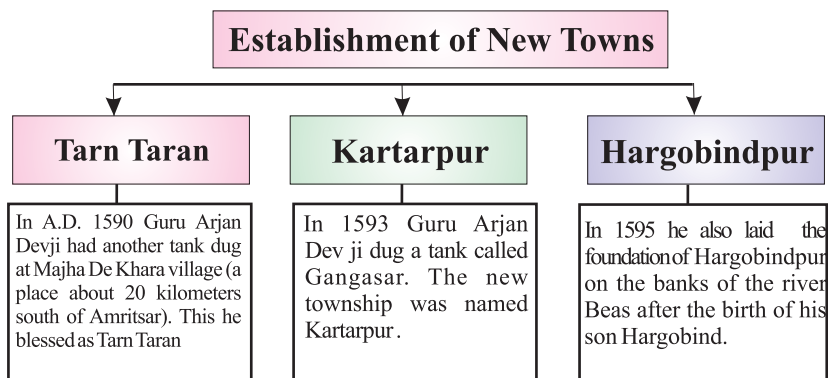 Establishment of New Towns
Tarn Taran
Kartarpur
Hargobindpur
In A.D. 1590 Guru Arjan
Devji had another tank dug
at Majha De Khara village (a
place about 20 kilometers
south of Amritsar). This he
blessed as Tarn Taran
In 1593 Guru Arjan
Dev ji dug a tank called
Gangasar. The new
township was named
Kartarpur.
In 1595 he also laid the
foundation of Hargobindpur
on the banks of the river
Beas after the birth of his
son Hargobind.